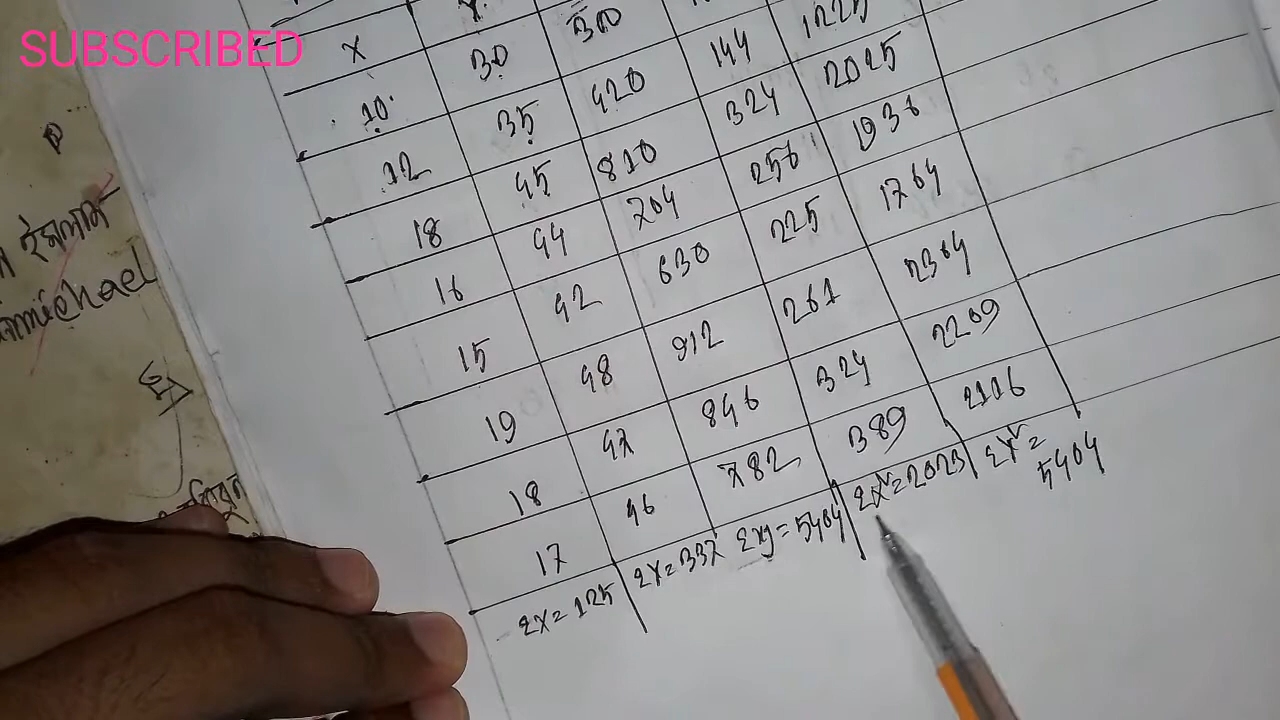 SUBSCRIBED
X Y
10 30 300
12 35 420 144 1225
18 45 810 324 2025
16 44 704 256 1936
15 42 630 225 1764
19 48 912 261 2304
18 47 846 324 2209
17 46 782 389 2116
ΣX = 125 ΣY = 337 Σxy = 5404 ΣX² = 2023 ΣY² = 5404
michael